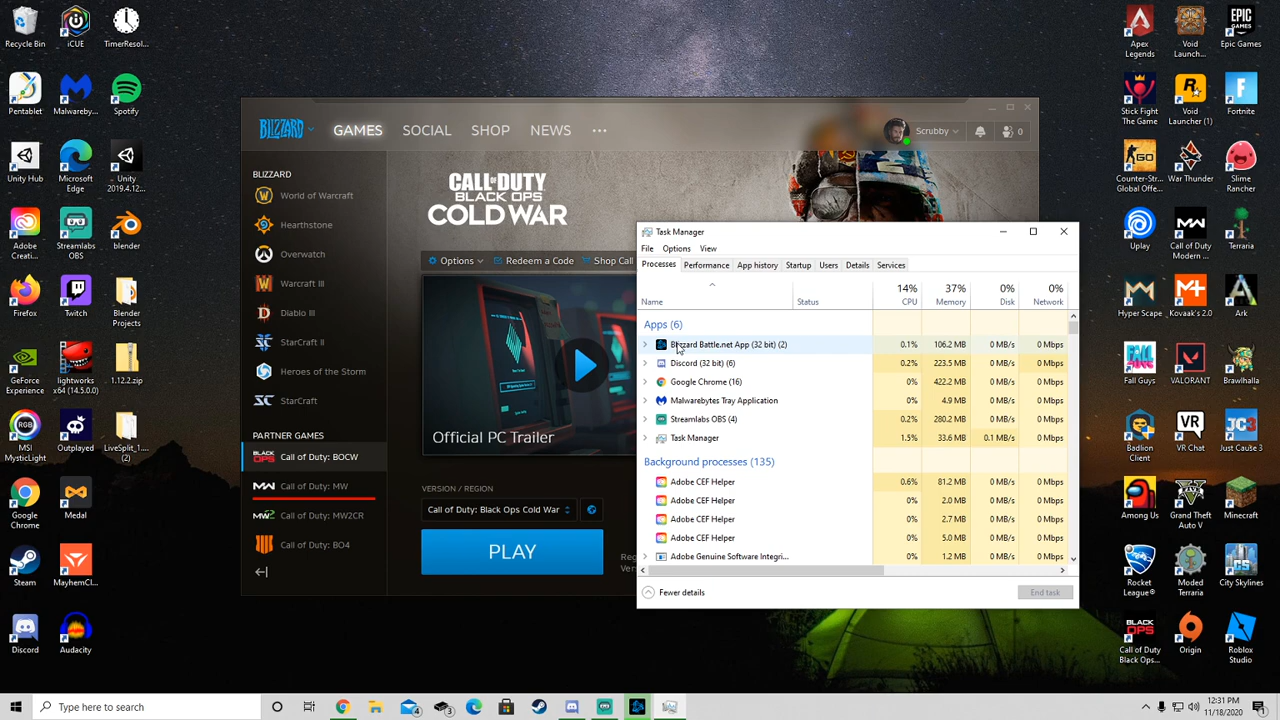 Recycle Bin
iCUE
TimerResol...
Pentablet
Malwareby...
Spotify
Unity Hub
Microsoft Edge
Unity 2019.4.12...
Adobe Creati...
Streamlabs OBS
blender
Firefox
Twitch
Blender Projects
GeForce Experience
lightworks x64 (14.5.0.0)
1.12.2.zip
MSI MysticLight
Outplayed
LiveSplit_1.... (2)
Google Chrome
Medal
Steam
MayhemCl...
Discord
Audacity
BLIZZARD
GAMES
SOCIAL
SHOP
NEWS
•••
Scrubby
0
BLIZZARD
World of Warcraft
Hearthstone
Overwatch
Warcraft III
Diablo III
StarCraft II
Heroes of the Storm
StarCraft
PARTNER GAMES
Call of Duty: BOCW
Call of Duty: MW
Call of Duty: MW2CR
Call of Duty: BO4
CALL OF DUTY
BLACK OPS
COLD WAR
Options
Redeem a Code
Shop Call
Official PC Trailer
VERSION / REGION
Call of Duty: Black Ops Cold War
PLAY
Reg
Ver
Task Manager
File Options View
Processes Performance App history Startup Users Details Services
14% 37% 0% 0%
Name Status CPU Memory Disk Network
Apps (6)
Blizzard Battle.net App (32 bit) (2) 0.1% 106.2 MB 0 MB/s 0 Mbps
Discord (32 bit) (6) 0.2% 223.5 MB 0 MB/s 0 Mbps
Google Chrome (16) 0% 422.2 MB 0 MB/s 0 Mbps
Malwarebytes Tray Application 0% 4.9 MB 0 MB/s 0 Mbps
Streamlabs OBS (4) 0.2% 280.2 MB 0 MB/s 0 Mbps
Task Manager 1.5% 33.6 MB 0.1 MB/s 0 Mbps
Background processes (135)
Adobe CEF Helper 0.6% 81.2 MB 0 MB/s 0 Mbps
Adobe CEF Helper 0% 2.0 MB 0 MB/s 0 Mbps
Adobe CEF Helper 0% 2.7 MB 0 MB/s 0 Mbps
Adobe CEF Helper 0% 5.0 MB 0 MB/s 0 Mbps
Adobe Genuine Software Integri... 0% 1.2 MB 0 MB/s 0 Mbps
Fewer details
End task
Apex Legends
Void Launcher...
Epic Games
Stick Fight The Game
Void Launcher (1)
Fortnite
Counter-Str... Global Offe...
War Thunder
Slime Rancher
Uplay
Call of Duty Modern ...
Terraria
Hyper Scape
Kovaak's 2.0
Ark
Fall Guys
VALORANT
Brawlhalla
Badlion Client
VR Chat
Just Cause 3
Among Us
Grand Theft Auto V
Minecraft
Rocket League®
Moded Terraria
City Skylines
Call of Duty Black Ops...
Origin
Roblox Studio
Type here to search
12:31 PM
11/18/2020